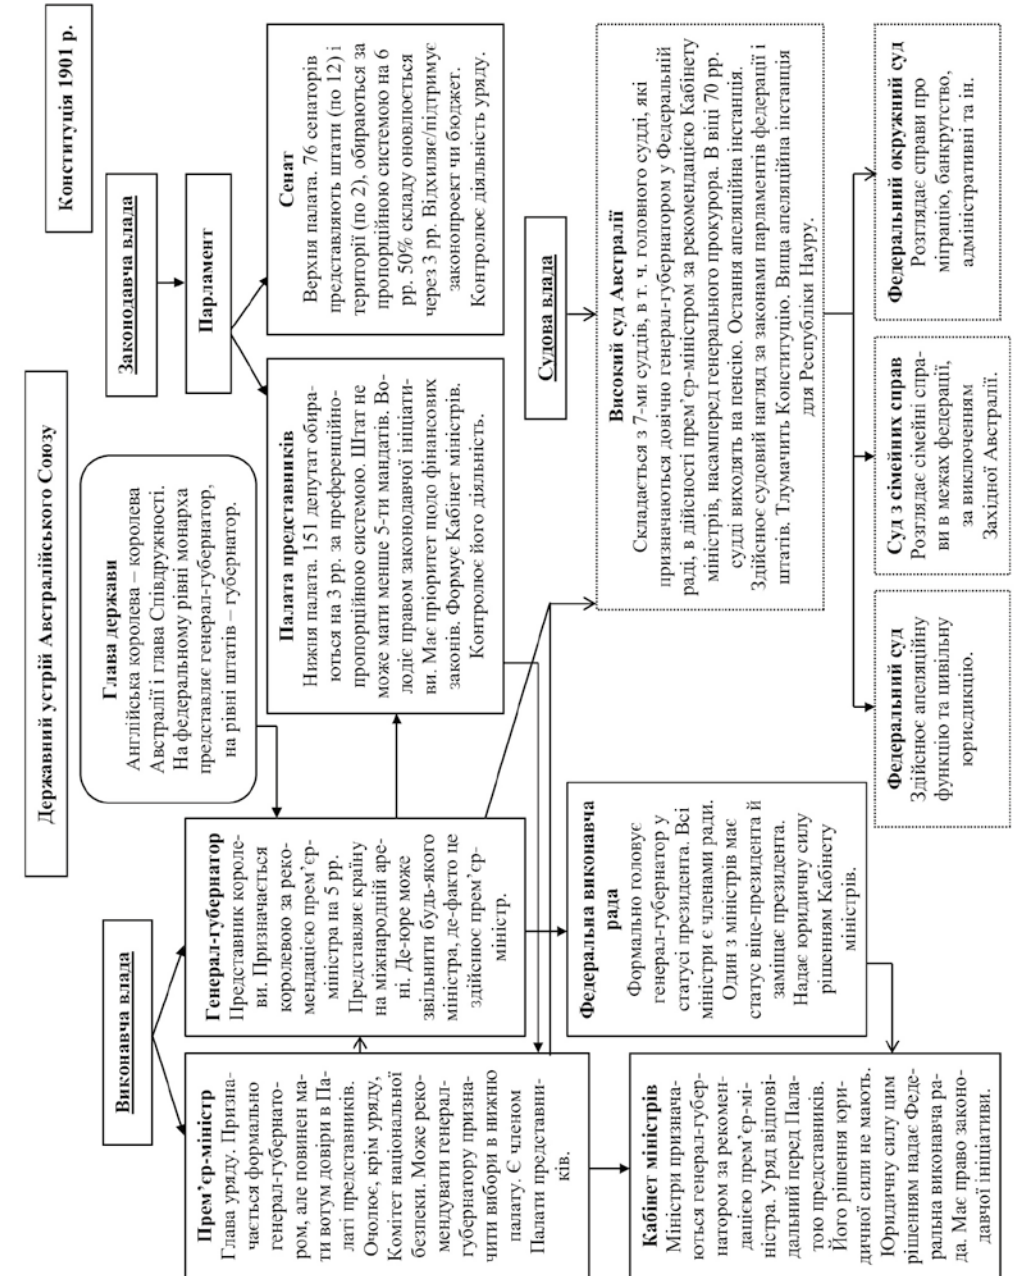 Державний устрій Австралійського Союзу
Конституція 1901 р.
Виконавча влада
Законодавча влада
Глава держави
Англійська королева – королева
Австралії і глава Співдружності.
На федеральному рівні монарха
представляє генерал-губернатор,
на рівні штатів – губернатор.
Парламент
Прем’єр-міністр
Глава уряду. Призна-
чається формально
генерал-губернато-
ром, але повинен ма-
ти вотум довіри в Па-
латі представників.
Очолює, крім уряду,
Комітет національної
безпеки. Може реко-
мендувати генерал-
губернатору призна-
чити вибори в нижню
палату. Є членом
Палати представни-
ків.
Генерал-губернатор
Представник короле-
ви. Призначається
королевою за реко-
мендацією прем’єр-
міністра на 5 рр.
Представляє країну
на міжнародній аре-
ні. Де-юре може
звільнити будь-якого
міністра, де-факто це
здійснює прем’єр-
міністр.
Палата представників
Нижня палата. 151 депутат обира-
ються на 3 рр. за преференційно-
пропорційною системою. Штат не
може мати менше 5-ти мандатів. Во-
лодіє правом законодавчої ініціати-
ви. Має пріоритет щодо фінансових
законів. Формує Кабінет міністрів.
Контролює його діяльність.
Сенат
Верхня палата. 76 сенаторів
представляють штати (по 12) і
території (по 2), обираються за
пропорційною системою на 6
рр. 50% складу оновлюється
через 3 рр. Відхиляє/підтримує
законопроект чи бюджет.
Контролює діяльність уряду.
Судова влада
Кабінет міністрів
Міністри признача-
ються генерал-губер-
натором за рекомен-
дацією прем’єр-мі-
ністра. Уряд відпові-
дальний перед Пала-
тою представників.
Його рішення юри-
дичної сили не мають.
Юридичну силу цим
рішенням надає Феде-
ральна виконавча ра-
да. Має право законо-
давчої ініціативи.
Федеральна виконавча
рада
Формально головує
генерал-губернатор у
статусі президента. Всі
міністри є членами ради.
Один з міністрів має
статус віце-президента й
заміщає президента.
Надає юридичну силу
рішенням Кабінету
міністрів.
Високий суд Австралії
Складається з 7-ми суддів, в т. ч. головного судді, які
призначаються довічно генерал-губернатором у Федеральній
раді, в дійсності прем’єр-міністром за рекомендацією Кабінету
міністрів, насамперед генерального прокурора. В віці 70 рр.
судді виходять на пенсію. Остання апеляційна інстанція.
Здійснює судовий нагляд за законами парламентів федерації і
штатів. Тлумачить Конституцію. Вища апеляційна інстанція
для Республіки Науру.
Федеральний суд
Здійснює апеляційну
функцію та цивільну
юрисдикцію.
Суд з сімейних справ
Розглядає сімейні спра-
ви в межах федерації,
за виключенням
Західної Австралії.
Федеральний окружний суд
Розглядає справи про
міграцію, банкрутство,
адміністративні та ін.